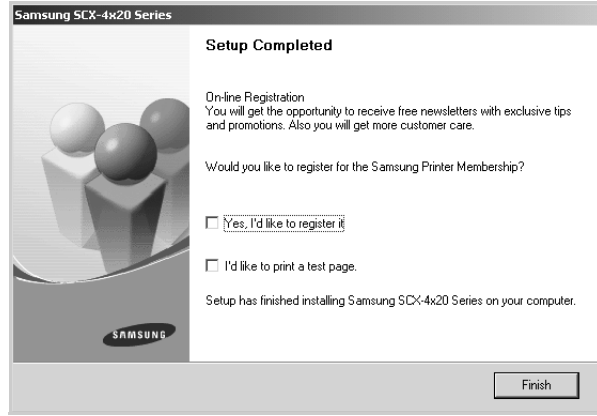 Samsung SCX-4x20 Series
Setup Completed
On-line Registration
You will get the opportunity to receive free newsletters with exclusive tips
and promotions. Also you will get more customer care.
Would you like to register for the Samsung Printer Membership?
Yes, I'd like to register it
I'd like to print a test page.
Setup has finished installing Samsung SCX-4x20 Series on your computer.
SAMSUNG
Finish